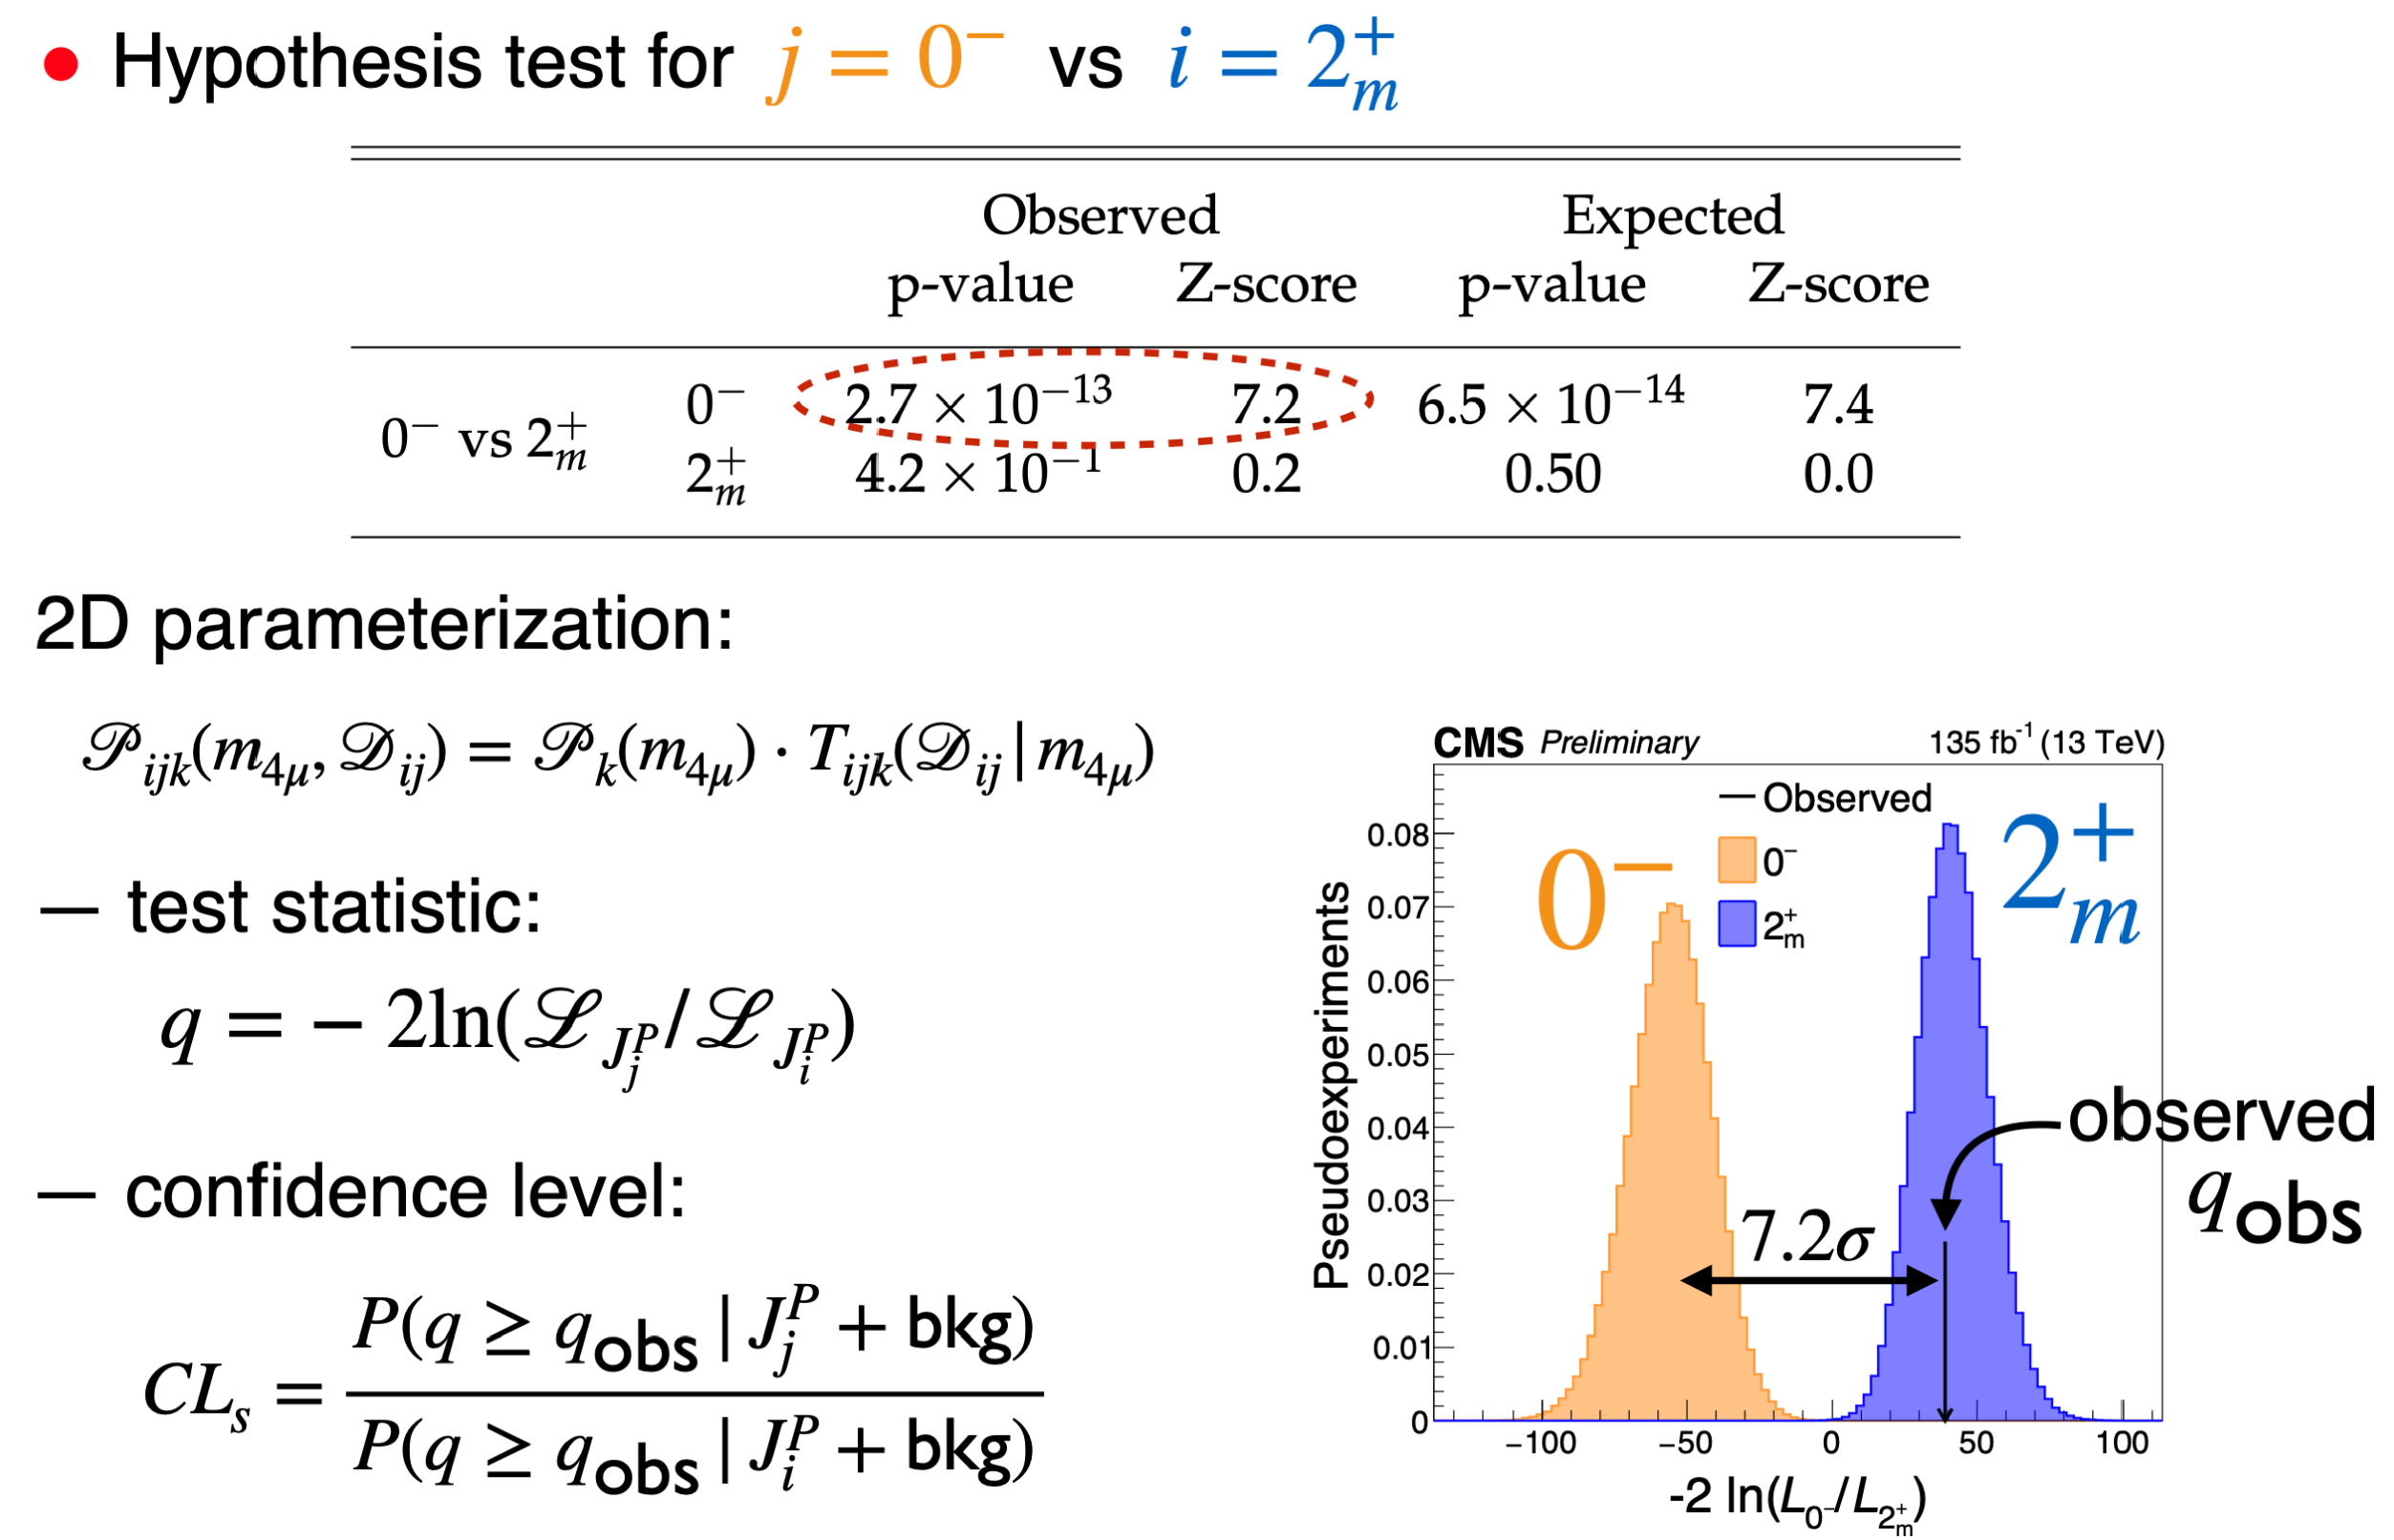 • Hypothesis test for j = 0⁻ vs i = 2⁺ₘ
Observed Expected
p-value Z-score p-value Z-score
0⁻ vs 2⁺ₘ
0⁻ 2.7 × 10⁻¹³ 7.2 6.5 × 10⁻¹⁴ 7.4
2⁺ₘ 4.2 × 10⁻¹ 0.2 0.50 0.0
2D parameterization:
𝒫ᵢⱼₖ(m₄μ, 𝒟ᵢⱼ) = 𝒫ₖ(m₄μ) · Tᵢⱼₖ(𝒟ᵢⱼ | m₄μ)
— test statistic:
q = − 2ln(ℒ_{J_j^P} / ℒ_{J_i^P})
— confidence level:
CLₛ = P(q ≥ q_obs | J_j^P + bkg)
P(q ≥ q_obs | J_i^P + bkg)
CMS Preliminary 135 fb⁻¹ (13 TeV)
Observed
0⁻
2⁺ₘ
0⁻
2⁺ₘ
Pseudoexperiments
0.08
0.07
0.06
0.05
0.04
0.03
0.02
0.01
0
7.2σ
observed
q_obs
−100 −50 0 50 100
-2 ln(L_{0⁻}/L_{2⁺ₘ})